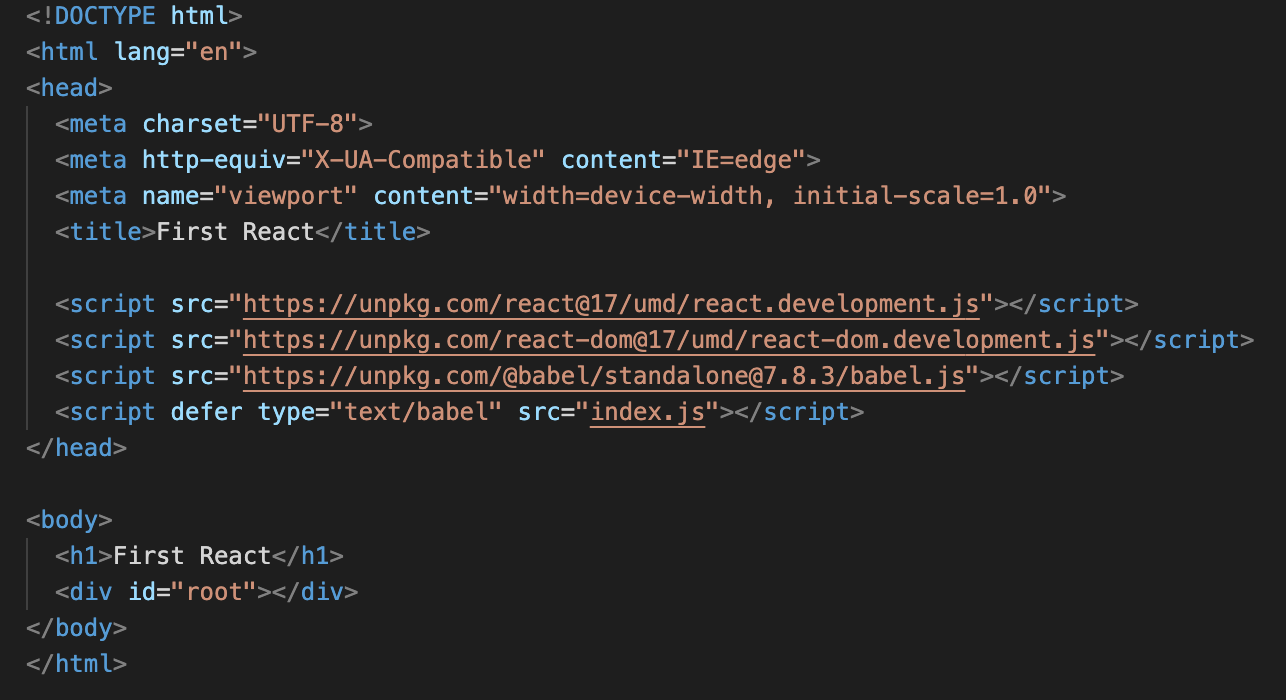 <!DOCTYPE html>
<html lang="en">
<head>
<meta charset="UTF-8">
<meta http-equiv="X-UA-Compatible" content="IE=edge">
<meta name="viewport" content="width=device-width, initial-scale=1.0">
<title>First React</title>
<script src="https://unpkg.com/react@17/umd/react.development.js"></script>
<script src="https://unpkg.com/react-dom@17/umd/react-dom.development.js"></script>
<script src="https://unpkg.com/@babel/standalone@7.8.3/babel.js"></script>
<script defer type="text/babel" src="index.js"></script>
</head>
<body>
<h1>First React</h1>
<div id="root"></div>
</body>
</html>